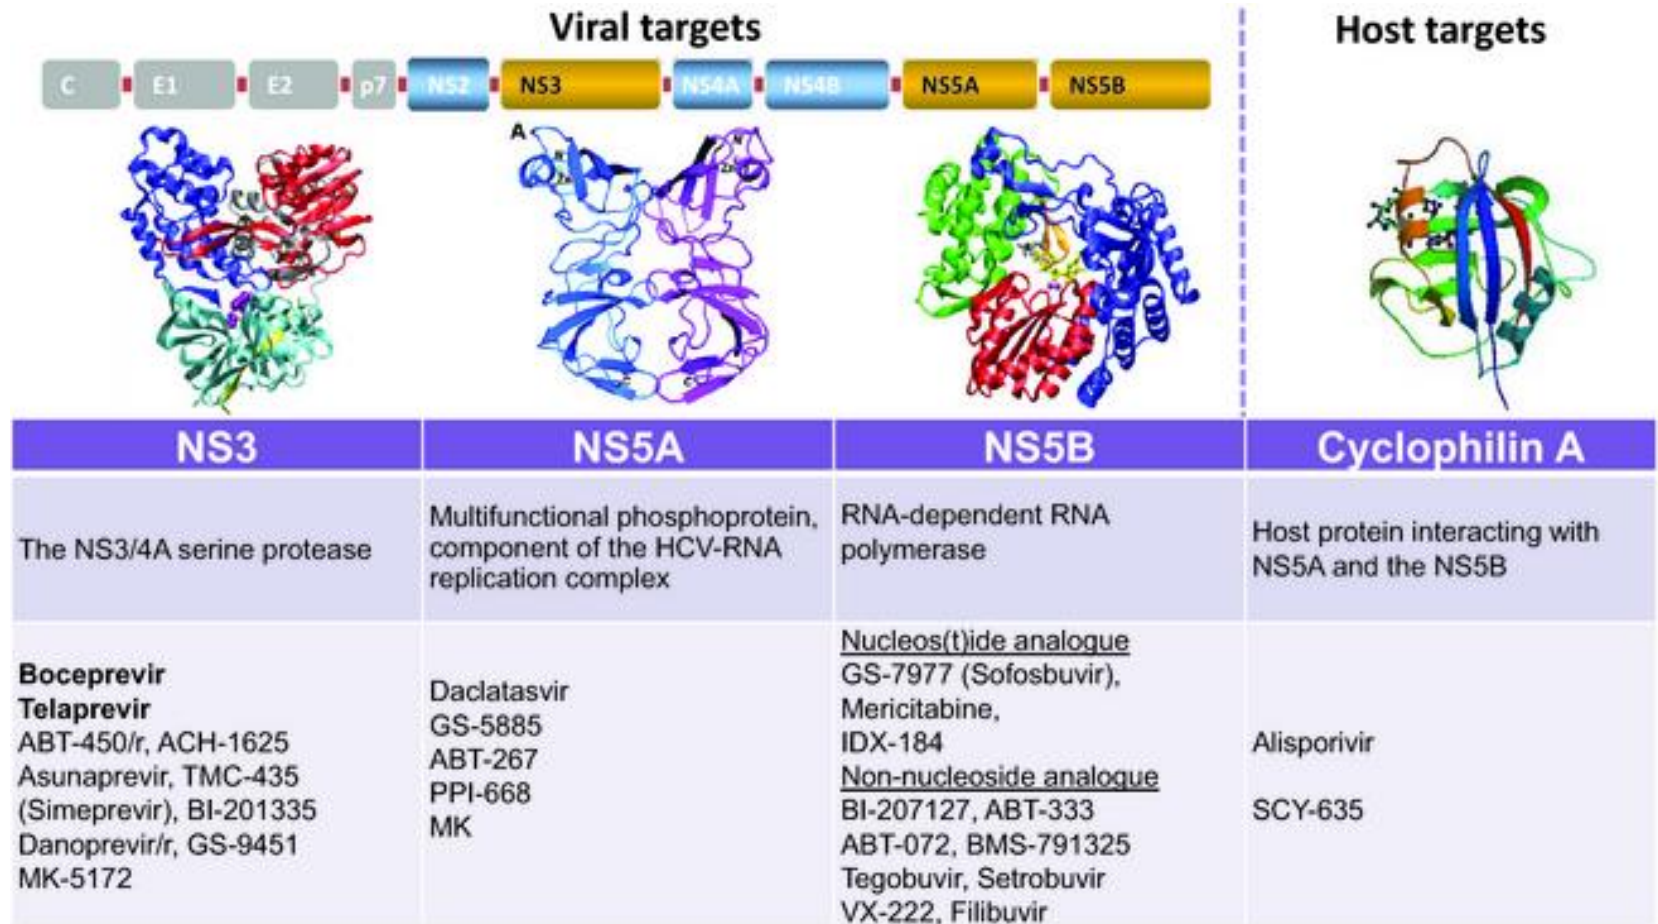 Viral targets
Host targets
C E1 E2 p7 NS2 NS3 NS4A NS4B NS5A NS5B
A
NS3 NS5A NS5B Cyclophilin A
The NS3/4A serine protease
Multifunctional phosphoprotein,
component of the HCV-RNA
replication complex
RNA-dependent RNA
polymerase
Host protein interacting with
NS5A and the NS5B
Boceprevir
Telaprevir
ABT-450/r, ACH-1625
Asunaprevir, TMC-435
(Simeprevir), BI-201335
Danoprevir/r, GS-9451
MK-5172
Daclatasvir
GS-5885
ABT-267
PPI-668
MK
Nucleos(t)ide analogue
GS-7977 (Sofosbuvir),
Mericitabine,
IDX-184
Non-nucleoside analogue
BI-207127, ABT-333
ABT-072, BMS-791325
Tegobuvir, Setrobuvir
VX-222, Filibuvir
Alisporivir
SCY-635